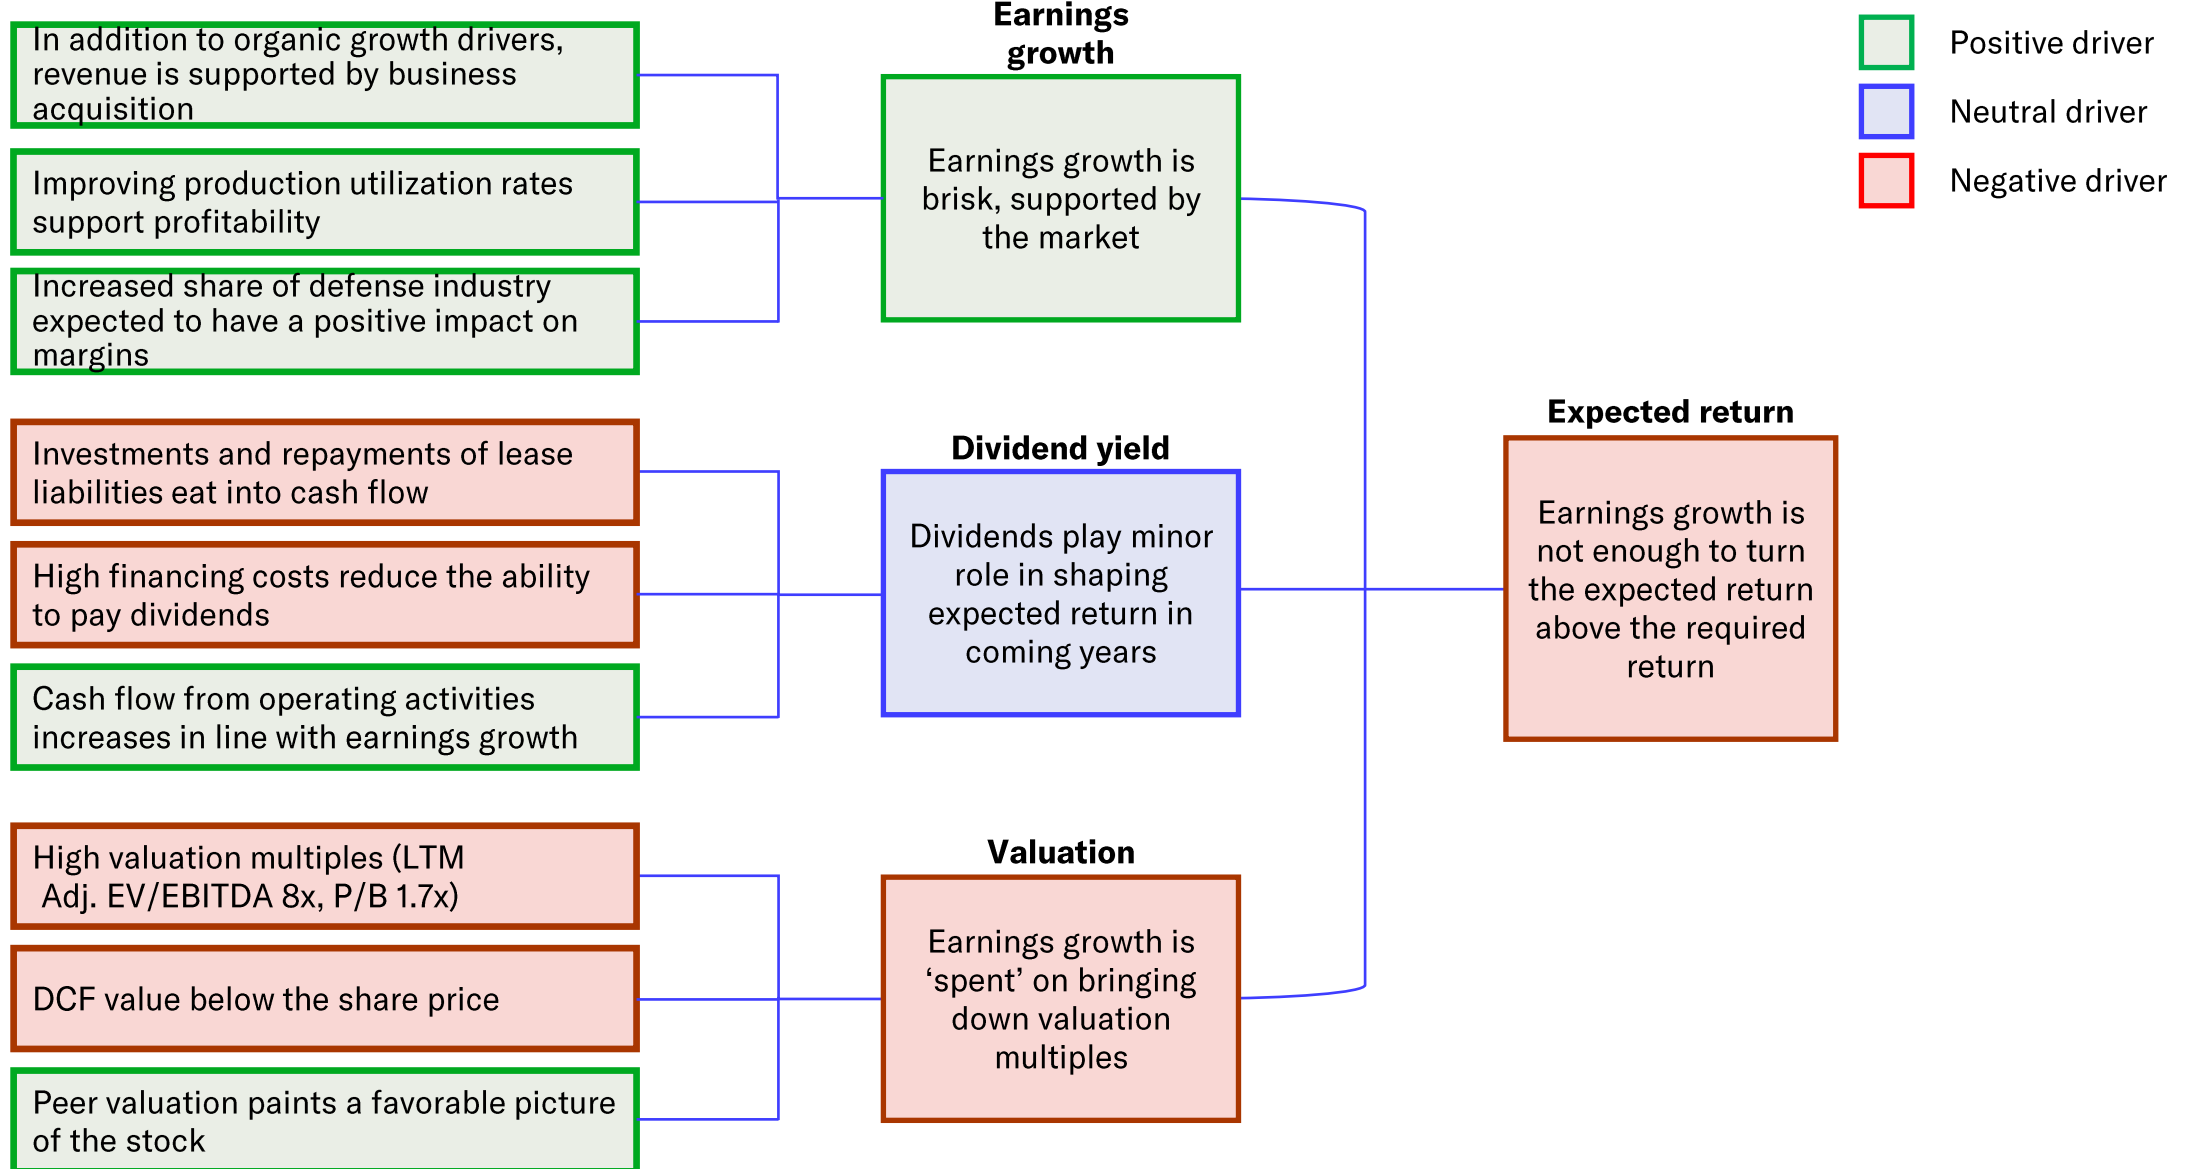 In addition to organic growth drivers,
revenue is supported by business
acquisition
Improving production utilization rates
support profitability
Increased share of defense industry
expected to have a positive impact on
margins
Earnings
growth
Earnings growth is
brisk, supported by
the market
Investments and repayments of lease
liabilities eat into cash flow
High financing costs reduce the ability
to pay dividends
Cash flow from operating activities
increases in line with earnings growth
Dividend yield
Dividends play minor
role in shaping
expected return in
coming years
High valuation multiples (LTM
Adj. EV/EBITDA 8x, P/B 1.7x)
DCF value below the share price
Peer valuation paints a favorable picture
of the stock
Valuation
Earnings growth is
‘spent’ on bringing
down valuation
multiples
Expected return
Earnings growth is
not enough to turn
the expected return
above the required
return
Positive driver
Neutral driver
Negative driver